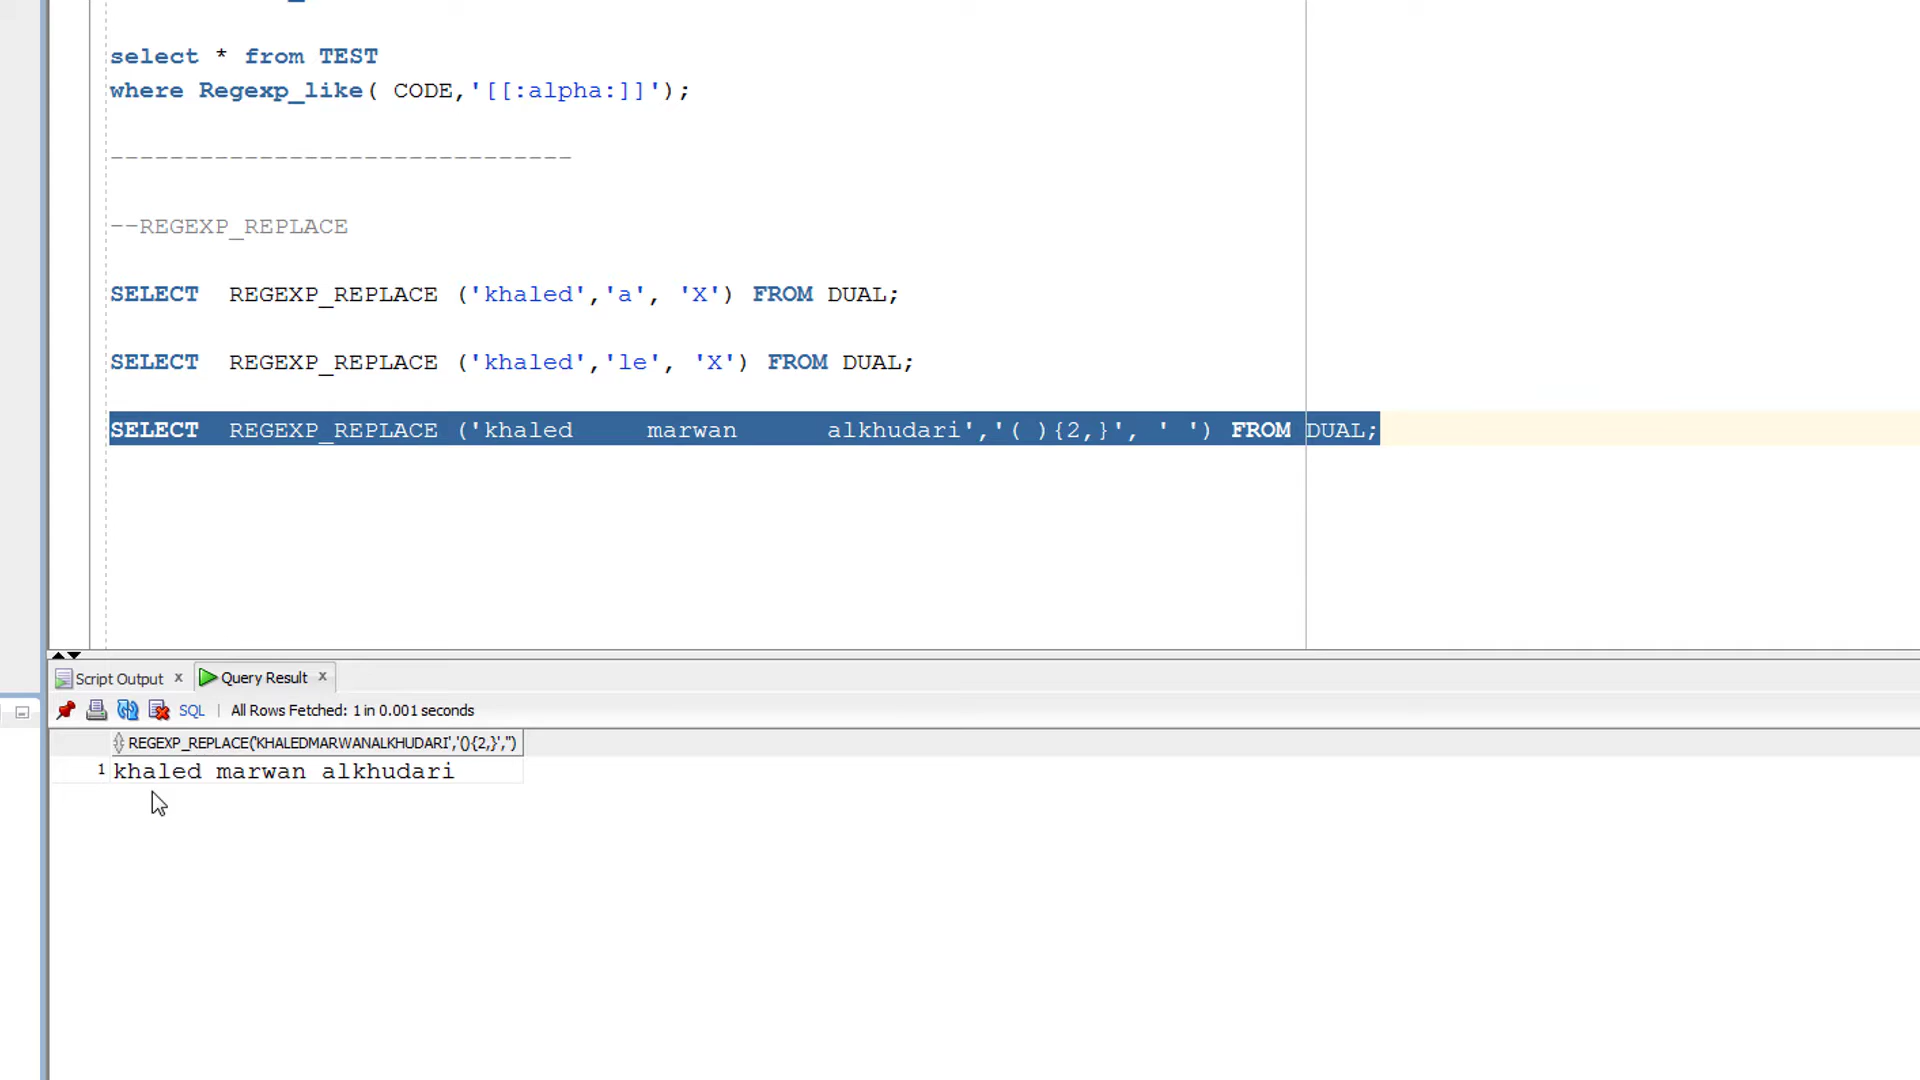 select * from TEST
where Regexp_like( CODE,'[[:alpha:]]');
-------------------------------
--REGEXP_REPLACE
SELECT  REGEXP_REPLACE ('khaled','a', 'X') FROM DUAL;
SELECT  REGEXP_REPLACE ('khaled','le', 'X') FROM DUAL;
SELECT  REGEXP_REPLACE ('khaled     marwan      alkhudari','( ){2,}', ' ') FROM DUAL;
Script Output x Query Result x
SQL | All Rows Fetched: 1 in 0.001 seconds
REGEXP_REPLACE('KHALEDMARWANALKHUDARI','(){2,}','')
1 khaled marwan alkhudari